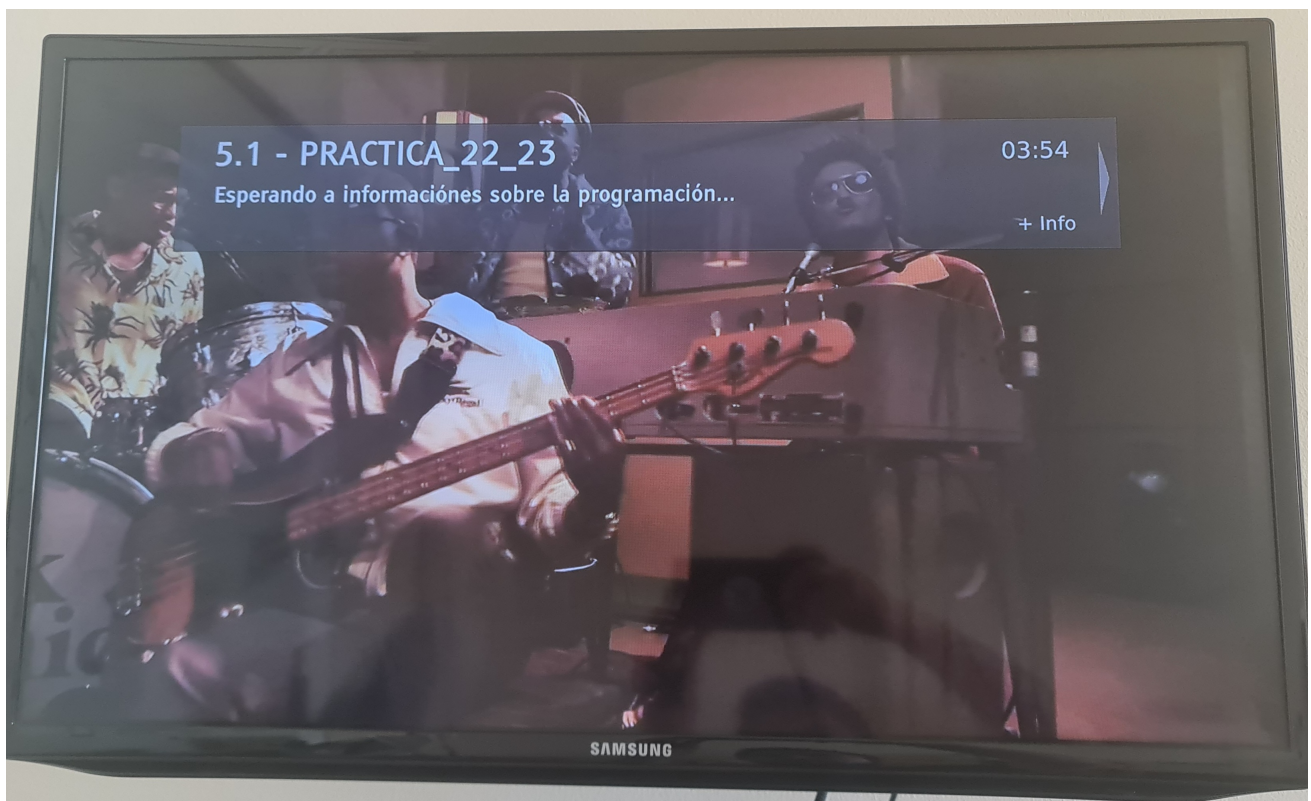 5.1 - PRACTICA_22_23
03:54
Esperando a informaciónes sobre la programación...
+ Info
SAMSUNG